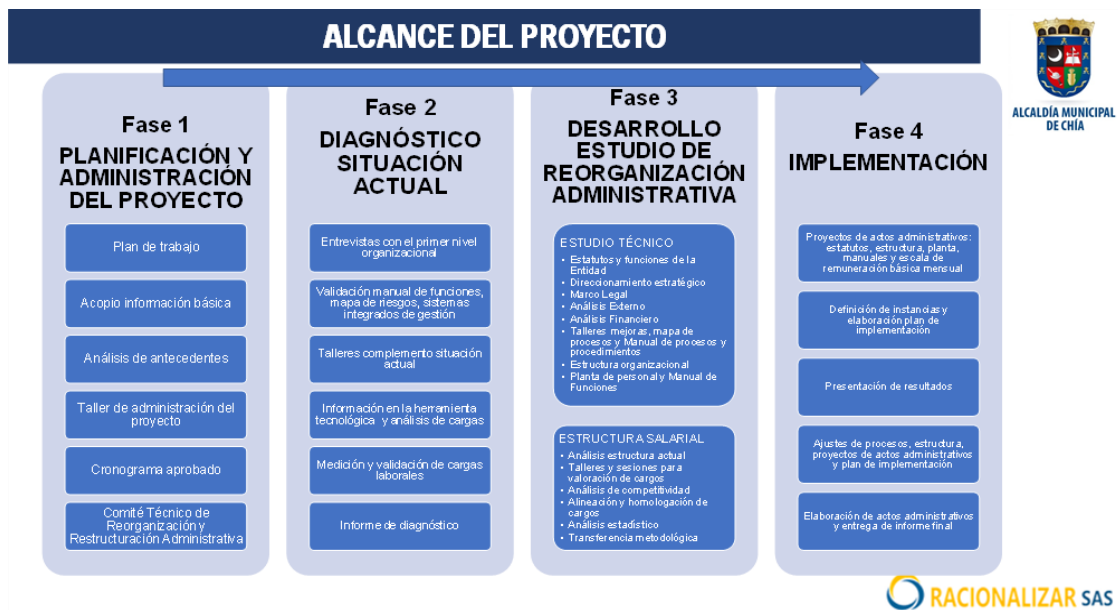 ALCANCE DEL PROYECTO
ALCALDÍA MUNICIPAL
DE CHÍA
Fase 1
PLANIFICACIÓN Y
ADMINISTRACIÓN
DEL PROYECTO
Plan de trabajo
Acopio información básica
Análisis de antecedentes
Taller de administración del
proyecto
Cronograma aprobado
Comité Técnico de
Reorganización y
Restructuración Administrativa
Fase 2
DIAGNÓSTICO
SITUACIÓN
ACTUAL
Entrevistas con el primer nivel
organizacional
Validación manual de funciones,
mapa de riesgos, sistemas
integrados de gestión
Talleres complemento situación
actual
Información en la herramienta
tecnológica y análisis de cargas
Medición y validación de cargas
laborales
Informe de diagnóstico
Fase 3
DESARROLLO
ESTUDIO DE
REORGANIZACIÓN
ADMINISTRATIVA
ESTUDIO TÉCNICO
• Estatutos y funciones de la
Entidad
• Direccionamiento estratégico
• Marco Legal
• Análisis Externo
• Análisis Financiero
• Talleres mejoras, mapa de
procesos y Manual de procesos y
procedimientos
• Estructura organizacional
• Planta de personal y Manual de
Funciones
ESTRUCTURA SALARIAL
• Análisis estructura actual
• Talleres y sesiones para
valoración de cargos
• Análisis de competitividad
• Alineación y homologación de
cargos
• Análisis estadístico
• Transferencia metodológica
Fase 4
IMPLEMENTACIÓN
Proyectos de actos administrativos:
estatutos, estructura, planta,
manuales y escala de
remuneración básica mensual
Definición de instancias y
elaboración plan de
implementación
Presentación de resultados
Ajustes de procesos, estructura,
proyectos de actos administrativos
y plan de implementación
Elaboración de actos administrativos
y entrega de informe final
RACIONALIZAR SAS